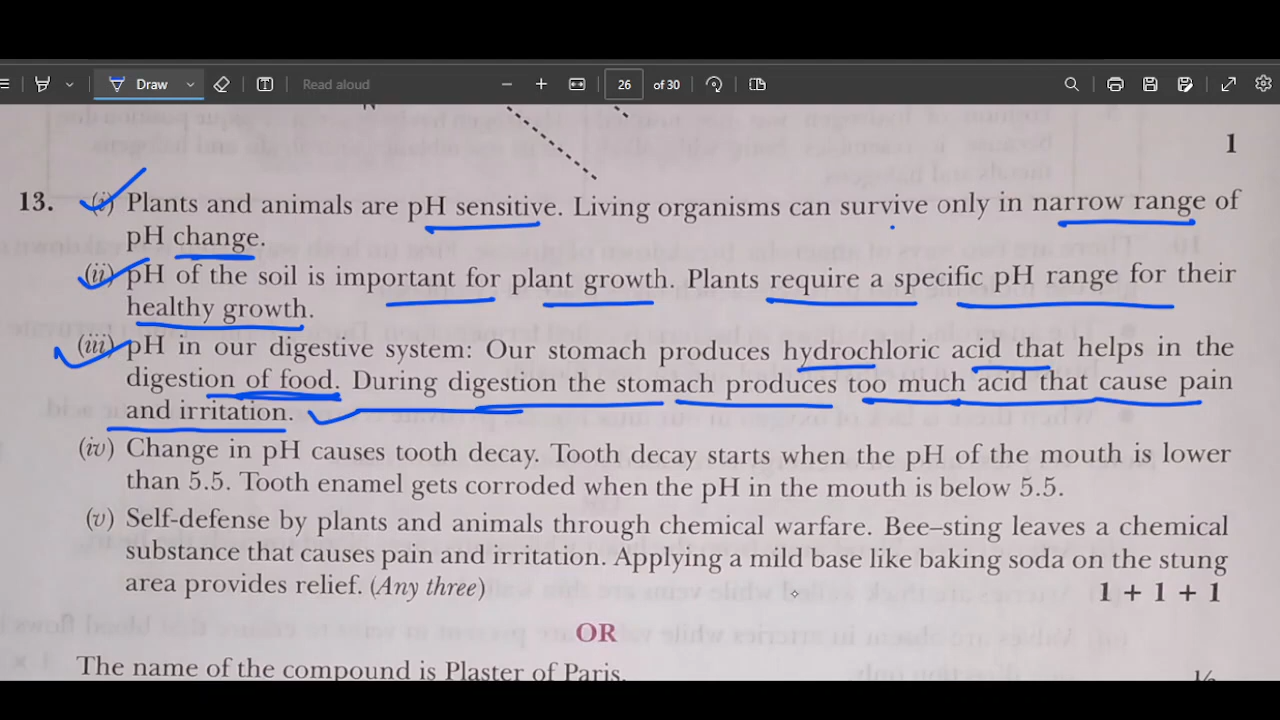 Draw
Read aloud
26
of 30
1
13. (i) Plants and animals are pH sensitive. Living organisms can survive only in narrow range of
pH change.
(ii) pH of the soil is important for plant growth. Plants require a specific pH range for their
healthy growth.
(iii) pH in our digestive system: Our stomach produces hydrochloric acid that helps in the
digestion of food. During digestion the stomach produces too much acid that cause pain
and irritation.
(iv) Change in pH causes tooth decay. Tooth decay starts when the pH of the mouth is lower
than 5.5. Tooth enamel gets corroded when the pH in the mouth is below 5.5.
(v) Self-defense by plants and animals through chemical warfare. Bee–sting leaves a chemical
substance that causes pain and irritation. Applying a mild base like baking soda on the stung
area provides relief. (Any three)
1 + 1 + 1
OR
The name of the compound is Plaster of Paris.